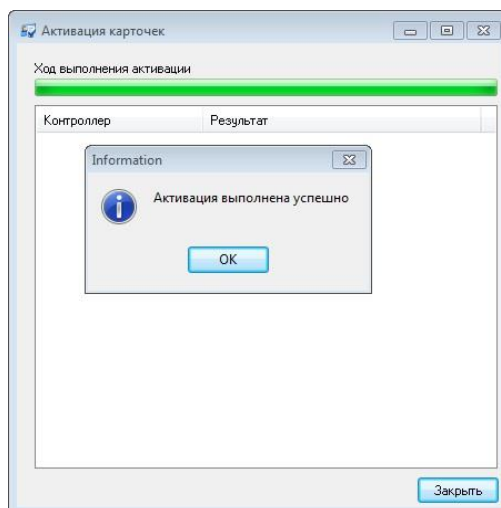 Активация карточек
Ход выполнения активации
Контроллер Результат
Information
Активация выполнена успешно
OK
Закрыть